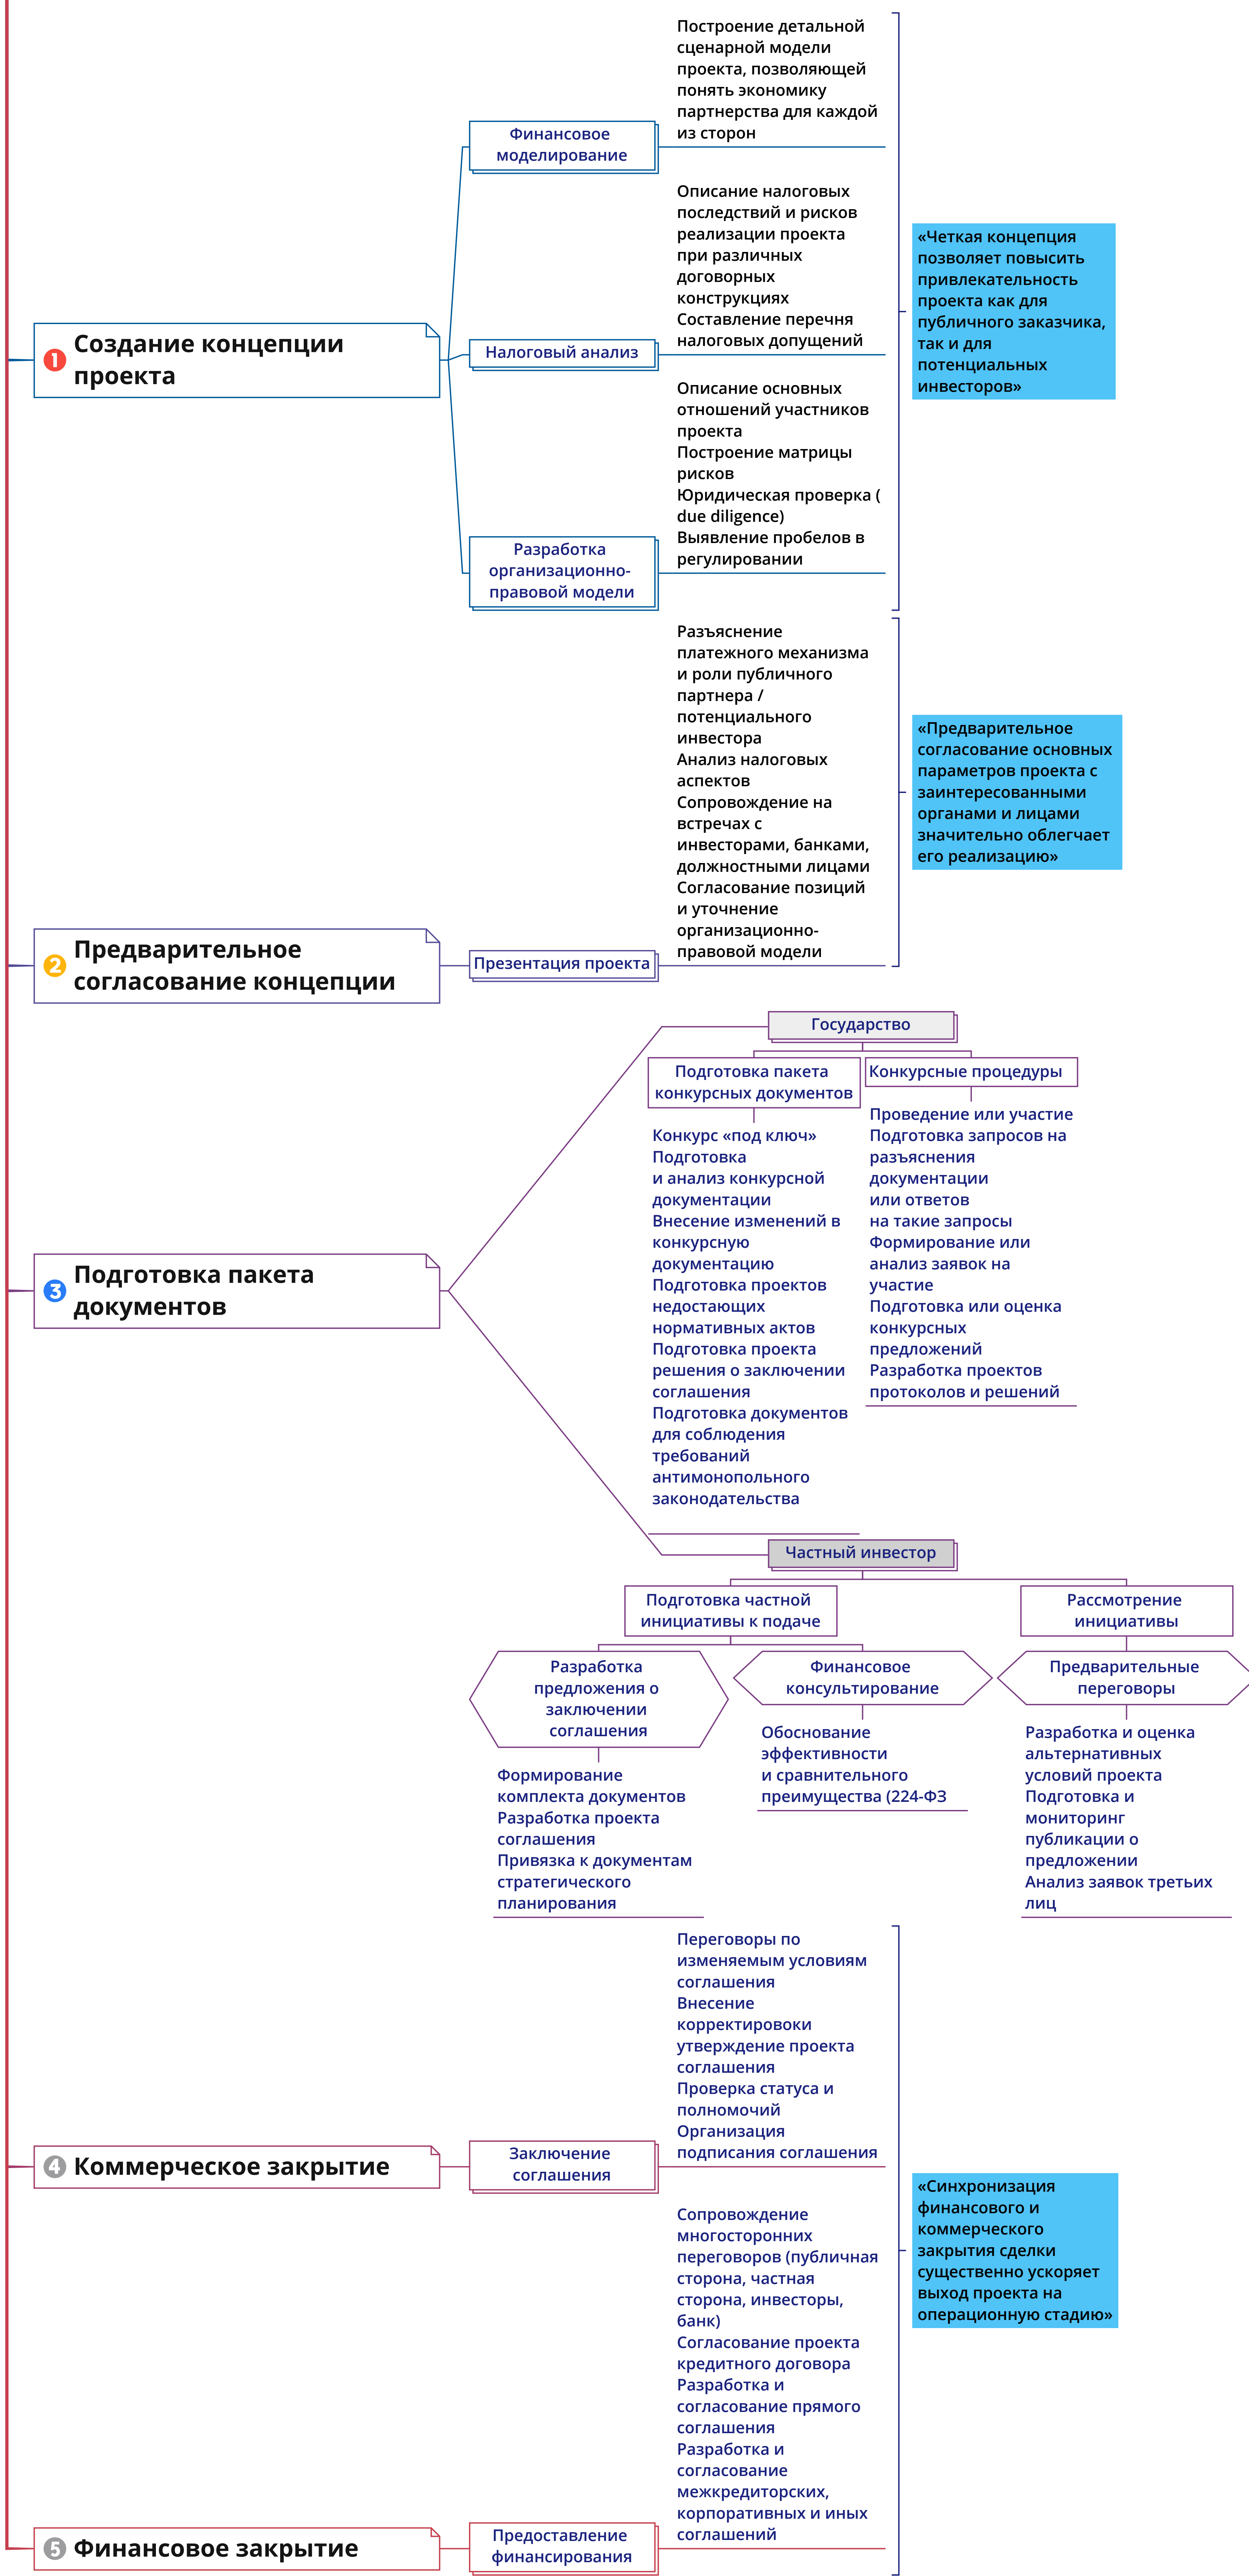 1
Создание концепции
проекта
Финансовое
моделирование
Построение детальной
сценарной модели
проекта, позволяющей
понять экономику
партнерства для каждой
из сторон
Налоговый анализ
Описание налоговых
последствий и рисков
реализации проекта
при различных
договорных
конструкциях
Составление перечня
налоговых допущений
Разработка
организационно-
правовой модели
Описание основных
отношений участников
проекта
Построение матрицы
рисков
Юридическая проверка (
due diligence)
Выявление пробелов в
регулировании
«Четкая концепция
позволяет повысить
привлекательность
проекта как для
публичного заказчика,
так и для
потенциальных
инвесторов»
2
Предварительное
согласование концепции
Презентация проекта
Разъяснение
платежного механизма
и роли публичного
партнера /
потенциального
инвестора
Анализ налоговых
аспектов
Сопровождение на
встречах с
инвесторами, банками,
должностными лицами
Согласование позиций
и уточнение
организационно-
правовой модели
«Предварительное
согласование основных
параметров проекта с
заинтересованными
органами и лицами
значительно облегчает
его реализацию»
3
Подготовка пакета
документов
Государство
Подготовка пакета
конкурсных документов
Конкурс «под ключ»
Подготовка
и анализ конкурсной
документации
Внесение изменений в
конкурсную
документацию
Подготовка проектов
недостающих
нормативных актов
Подготовка проекта
решения о заключении
соглашения
Подготовка документов
для соблюдения
требований
антимонопольного
законодательства
Конкурсные процедуры
Проведение или участие
Подготовка запросов на
разъяснения
документации
или ответов
на такие запросы
Формирование или
анализ заявок на
участие
Подготовка или оценка
конкурсных
предложений
Разработка проектов
протоколов и решений
Частный инвестор
Подготовка частной
инициативы к подаче
Разработка
предложения о
заключении
соглашения
Формирование
комплекта документов
Разработка проекта
соглашения
Привязка к документам
стратегического
планирования
Финансовое
консультирование
Обоснование
эффективности
и сравнительного
преимущества (224-ФЗ
Рассмотрение
инициативы
Предварительные
переговоры
Разработка и оценка
альтернативных
условий проекта
Подготовка и
мониторинг
публикации о
предложении
Анализ заявок третьих
лиц
4
Коммерческое закрытие
Заключение
соглашения
Переговоры по
изменяемым условиям
соглашения
Внесение
корректировоки
утверждение проекта
соглашения
Проверка статуса и
полномочий
Организация
подписания соглашения
5
Финансовое закрытие
Предоставление
финансирования
Сопровождение
многосторонних
переговоров (публичная
сторона, частная
сторона, инвесторы,
банк)
Согласование проекта
кредитного договора
Разработка и
согласование прямого
соглашения
Разработка и
согласование
межкредиторских,
корпоративных и иных
соглашений
«Синхронизация
финансового и
коммерческого
закрытия сделки
существенно ускоряет
выход проекта на
операционную стадию»